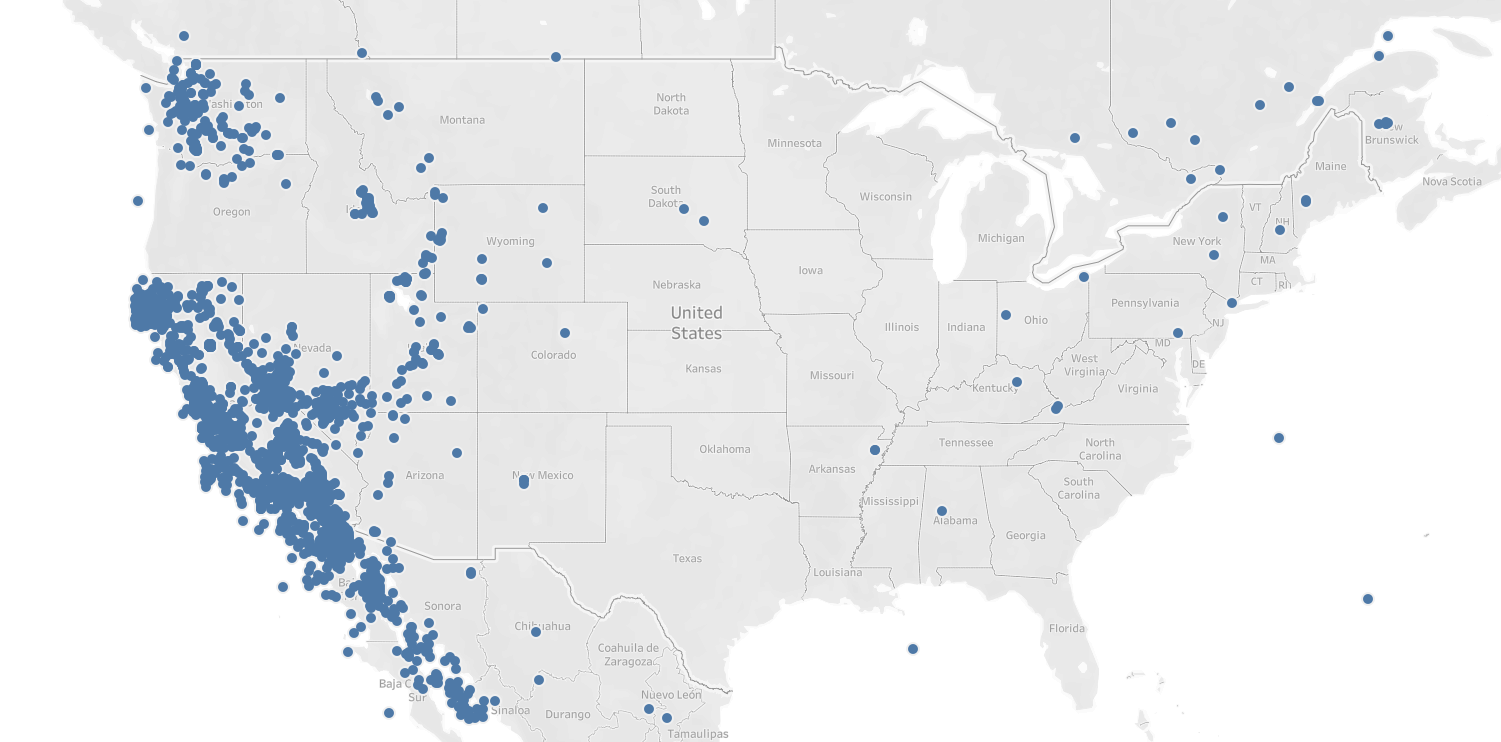 North
Dakota
Montana
Minnesota
New
Brunswick
Maine
South
Dakota
Wisconsin
Nova Scotia
Oregon
VT
NH
Wyoming
Michigan
New York
MA
Iowa
CT
RI
Nebraska
Pennsylvania
United
States
Illinois
Indiana
Ohio
NJ
Nevada
Colorado
MD
West
Virginia
DE
Kansas
Missouri
Kentucky
Virginia
Oklahoma
Tennessee
North
Carolina
Arizona
New Mexico
Arkansas
South
Carolina
Mississippi
Alabama
Georgia
Texas
Louisiana
Sonora
Chihuahua
Florida
Coahuila de
Zaragoza
Sur
Nuevo León
Sinaloa
Durango
Tamaulipas